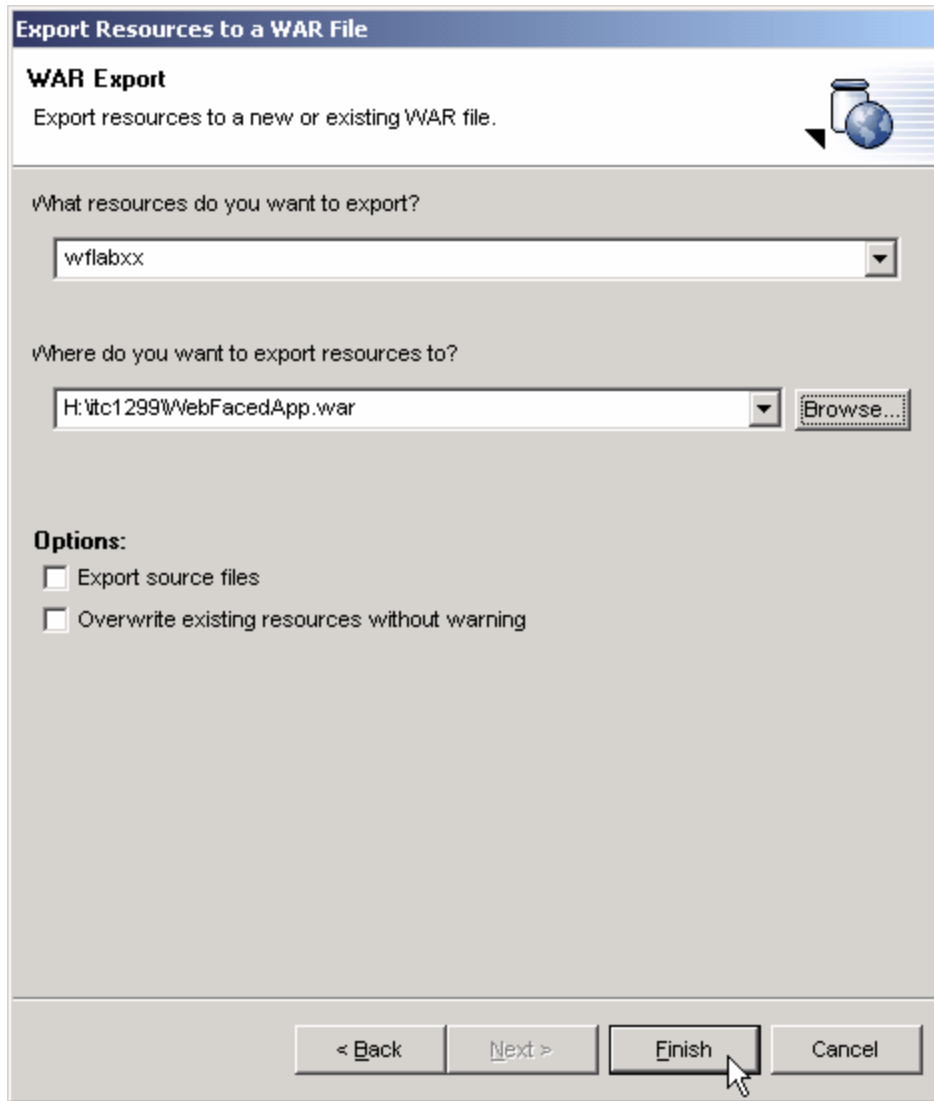 Export Resources to a WAR File
WAR Export
Export resources to a new or existing WAR file.
What resources do you want to export?
wflabxx
Where do you want to export resources to?
H:\itc1299\WebFacedApp.war
Browse...
Options:
Export source files
Overwrite existing resources without warning
< Back
Next >
Finish
Cancel